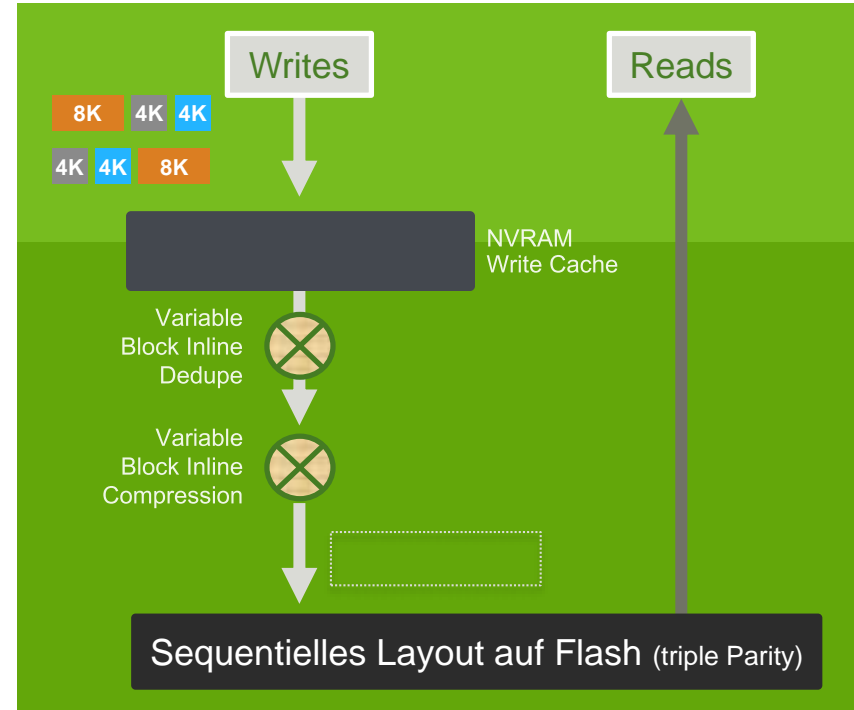 Writes
Reads
8K 4K 4K
4K 4K 8K
NVRAM
Write Cache
Variable
Block Inline
Dedupe
Variable
Block Inline
Compression
Sequentielles Layout auf Flash (triple Parity)